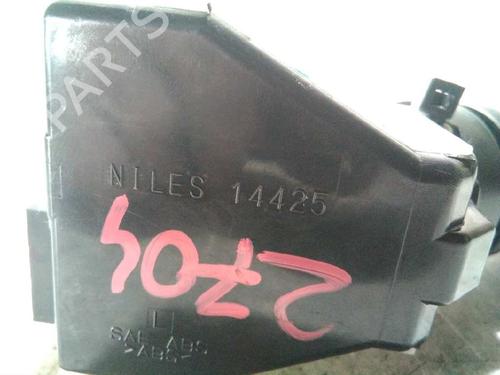 PARTS
NILES 14425
2704
L
SAE ABS
>ABS<